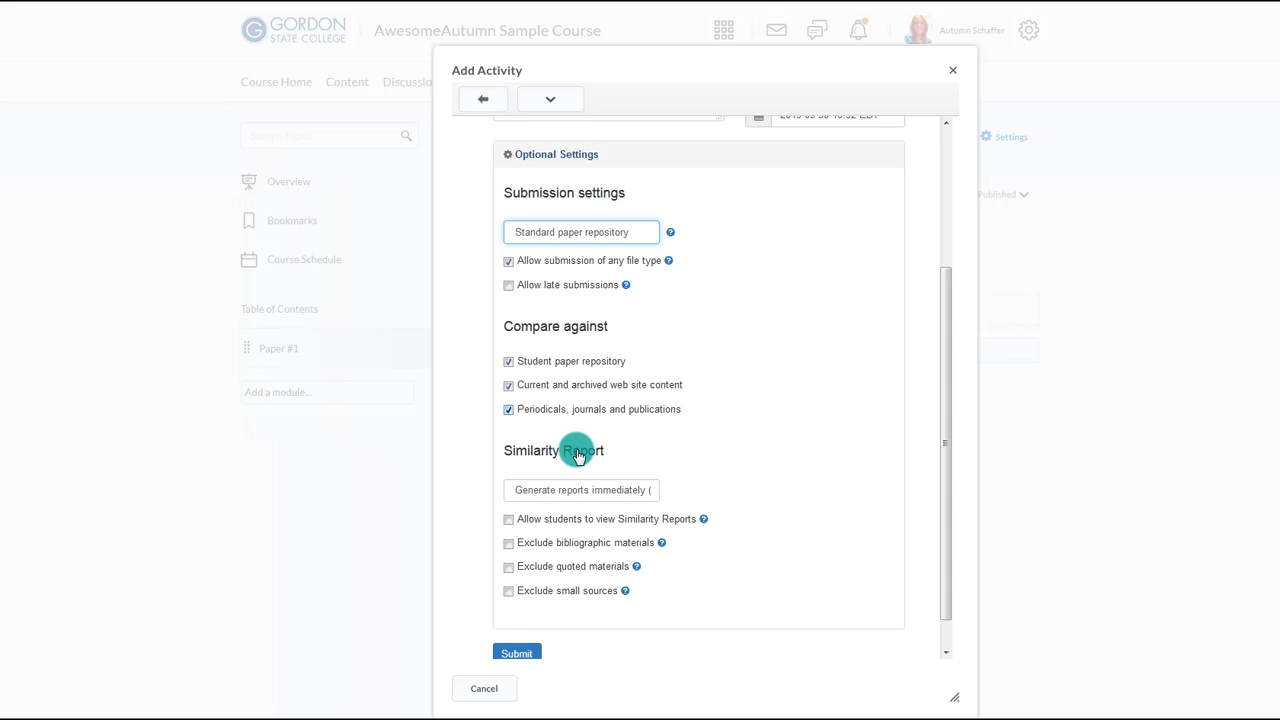 GORDON
STATE COLLEGE
AwesomeAutumn Sample Course
Autumn Schaffer
Course Home
Content
Discussio
Add Activity
Search Topics
Settings
Optional Settings
Published
Overview
Submission settings
Bookmarks
Standard paper repository
Course Schedule
Allow submission of any file type
Allow late submissions
Table of Contents
Compare against
Paper #1
Student paper repository
Add a module...
Current and archived web site content
Periodicals, journals and publications
Similarity Report
Generate reports immediately (
Allow students to view Similarity Reports
Exclude bibliographic materials
Exclude quoted materials
Exclude small sources
Submit
Cancel